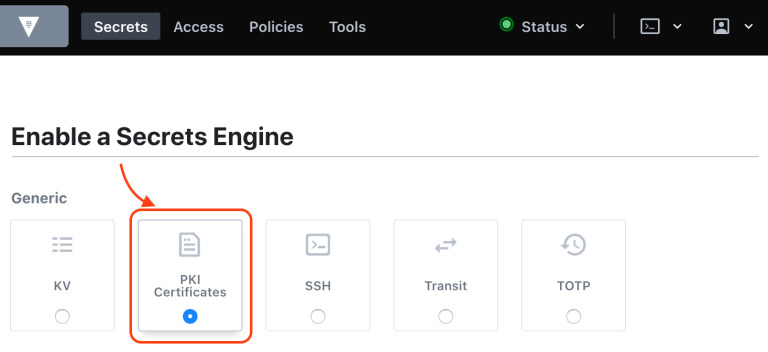 Secrets Access Policies Tools Status
Enable a Secrets Engine
Generic
KV
PKI
Certificates
SSH
Transit
TOTP